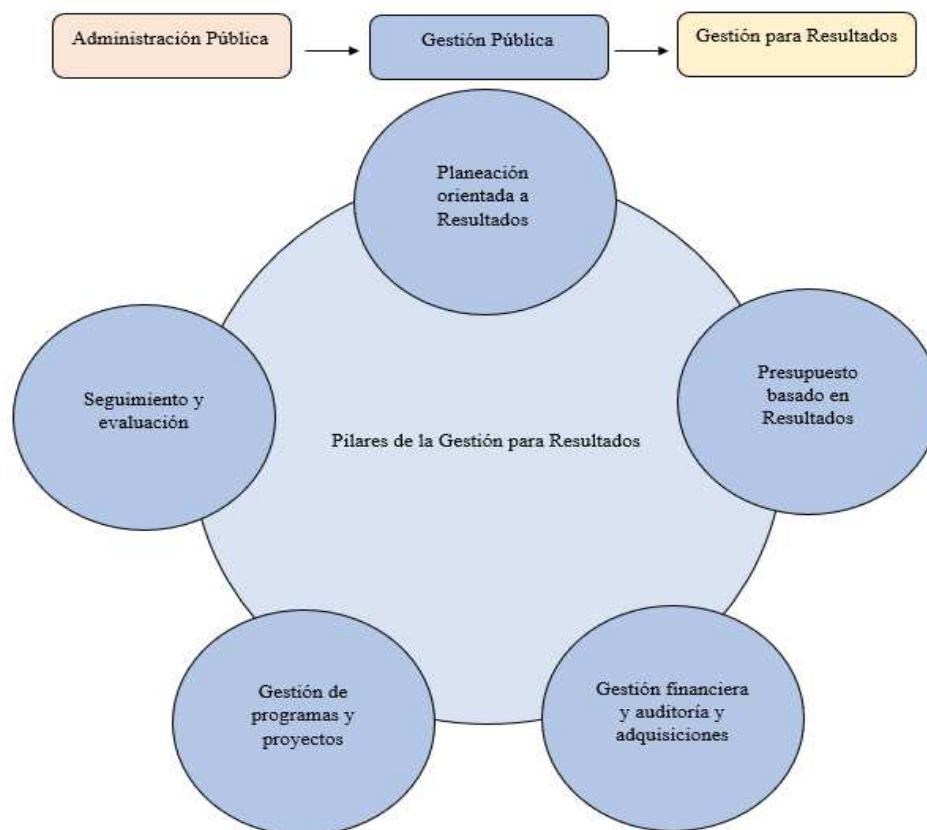 Administración Pública
Gestión Pública
Gestión para Resultados
Planeación
orientada a
Resultados
Presupuesto
basado en
Resultados
Seguimiento y
evaluación
Pilares de la Gestión para Resultados
Gestión de
programas y
proyectos
Gestión financiera
y auditoría y
adquisiciones